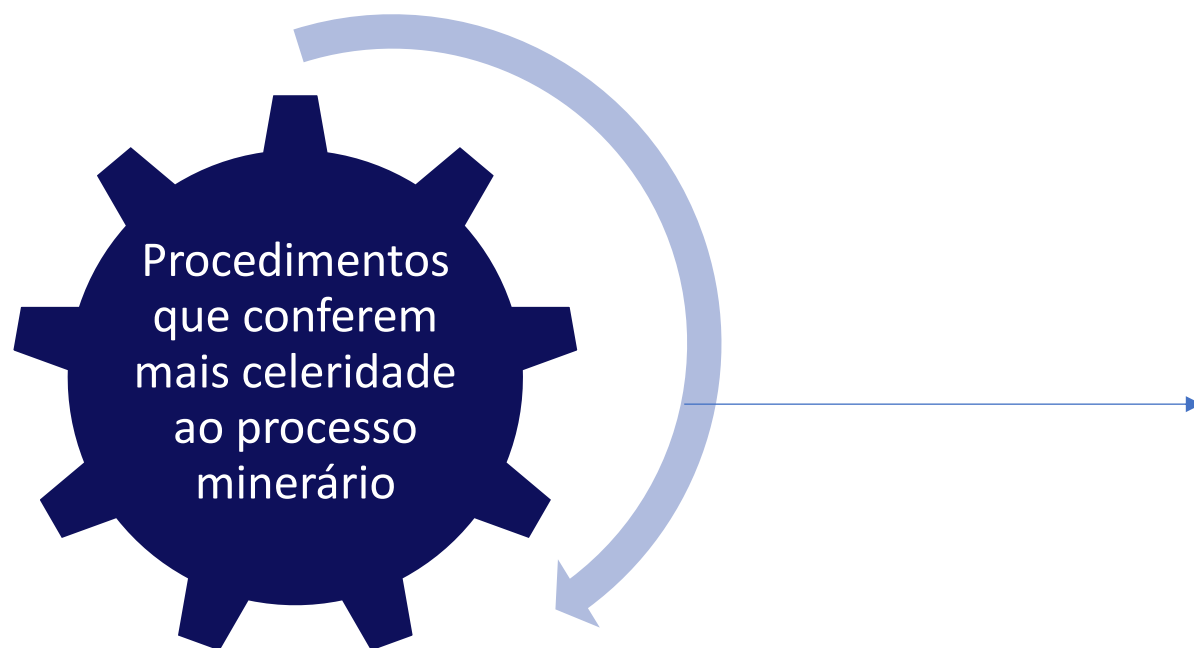 Procedimentos
que conferem
mais celeridade
ao processo
minerário